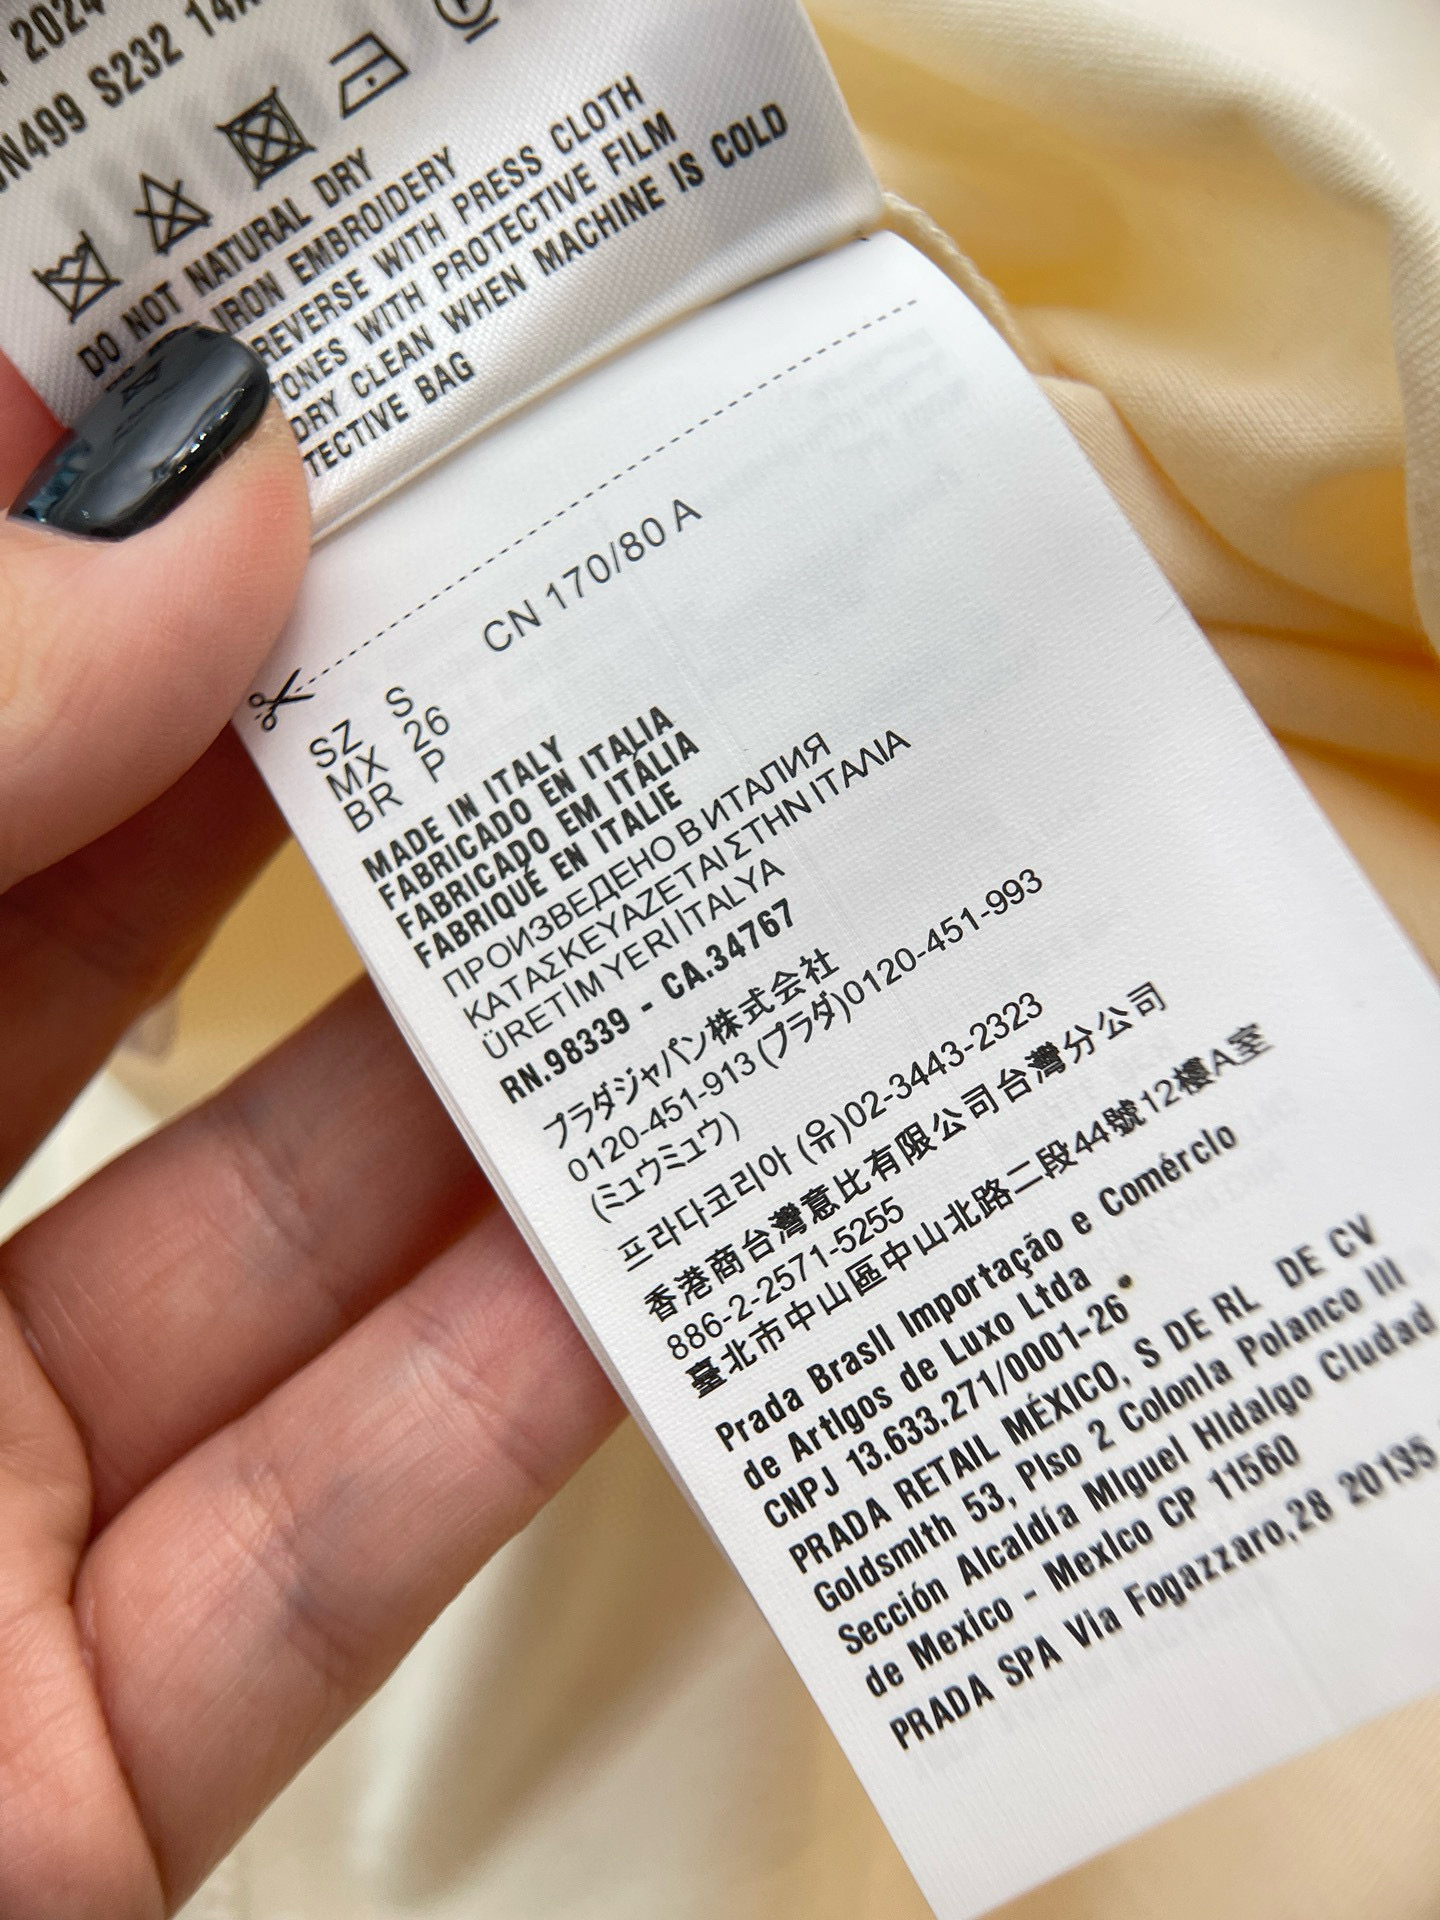 2024
N499 S232 14A
DO NOT NATURAL DRY
IRON EMBROIDERY
REVERSE WITH PRESS CLOTH
TONES WITH PROTECTIVE FILM
DRY CLEAN WHEN MACHINE IS COLD
TECTIVE BAG
CN 170/80 A
SZ S
MX 26
BR P
MADE IN ITALY
FABRICADO EN ITALIA
FABRICADO EM ITÁLIA
FABRIQUÉ EN ITALIE
ПРОИЗВЕДЕНО В ИТАЛИЯ
ΚΑΤΑΣΚΕΥΑΖΕΤΑΙ ΣΤΗΝ ΙΤΑΛΙΑ
ÜRETİM YERİ İTALYA
RN.98339 - CA.34767
プラダジャパン株式会社
0120-451-913 (プラダ)0120-451-993
(ミュウミュウ)
프라다코리아 (유)02-3443-2323
香港商台灣意比有限公司台灣分公司
886-2-2571-5255
臺北市中山區中山北路二段44號12樓A室
Prada Brasil Importação e Comércio
de Artigos de Luxo Ltda
CNPJ 13.633.271/0001-26
PRADA RETAIL MÉXICO, S DE RL DE CV
Goldsmith 53, Piso 2 Colonia Polanco III
Sección Alcaldía Miguel Hidalgo Ciudad
de Mexico - Mexico CP 11560
PRADA SPA Via Fogazzaro,28 20135